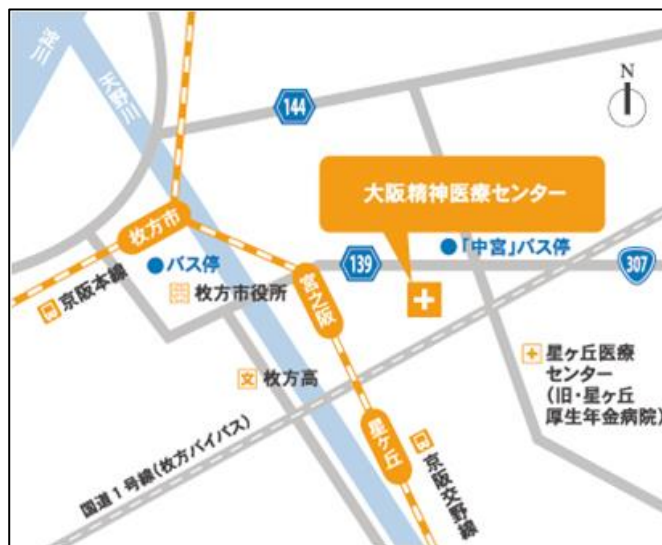 淀川
天野川
N
144
大阪精神医療センター
枚方市
バス停
「中宮」バス停
139
307
京阪本線
枚方市役所
宮之阪
枚方高
星ヶ丘医療
センター
(旧・星ヶ丘
厚生年金病院)
星ヶ丘
国道1号線(枚方バイパス)
京阪交野線
文